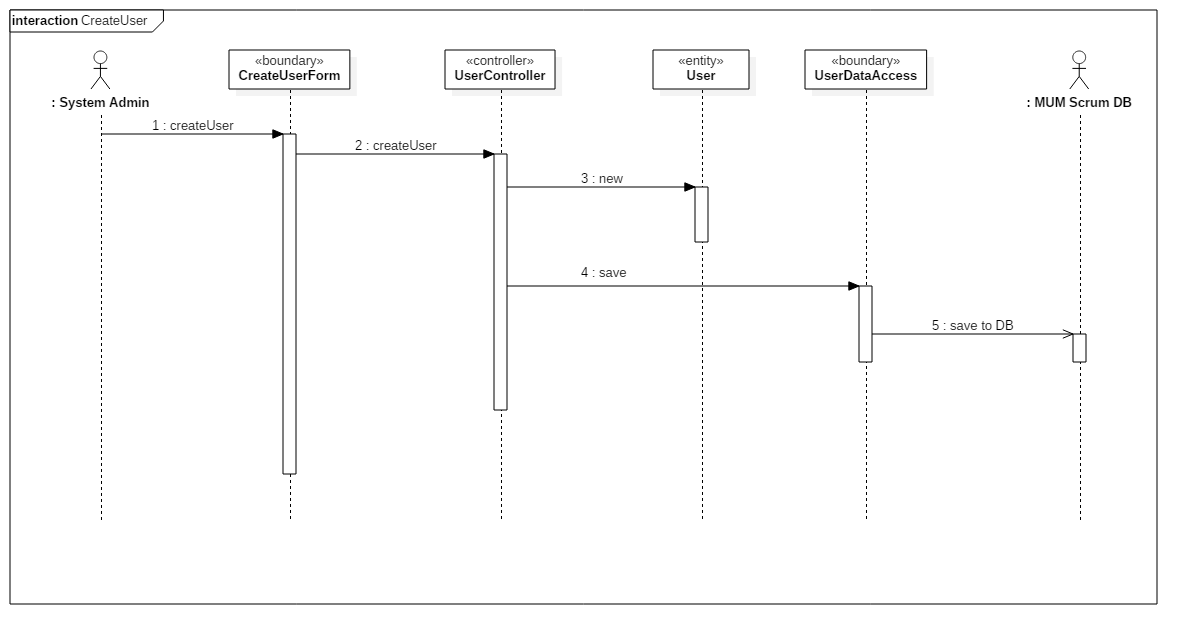 interaction CreateUser
«boundary»
CreateUserForm
«controller»
UserController
«entity»
User
«boundary»
UserDataAccess
: System Admin
: MUM Scrum DB
1 : createUser
2 : createUser
3 : new
4 : save
5 : save to DB